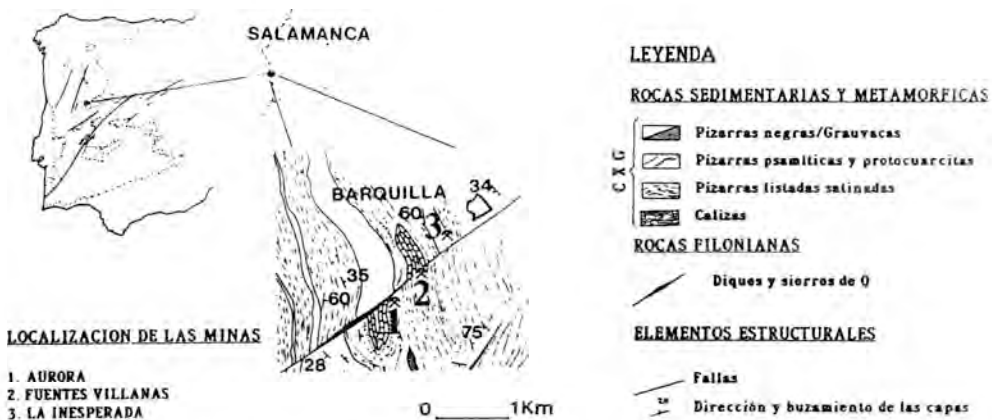 SALAMANCA
BARQUILLA
34
60
3
35
60
2
1
75
28
LOCALIZACION DE LAS MINAS
1. AURORA
2. FUENTES VILLANAS
3. LA INESPERADA
0 1Km
LEYENDA
ROCAS SEDIMENTARIAS Y METAMORFICAS
CXG
Pizarras negras/Grauvacas
Pizarras psamíticas y protocuarcitas
Pizarras listadas satinadas
Calizas
ROCAS FILONIANAS
Diques y sierros de Q
ELEMENTOS ESTRUCTURALES
Fallas
Dirección y buzamiento de las capas